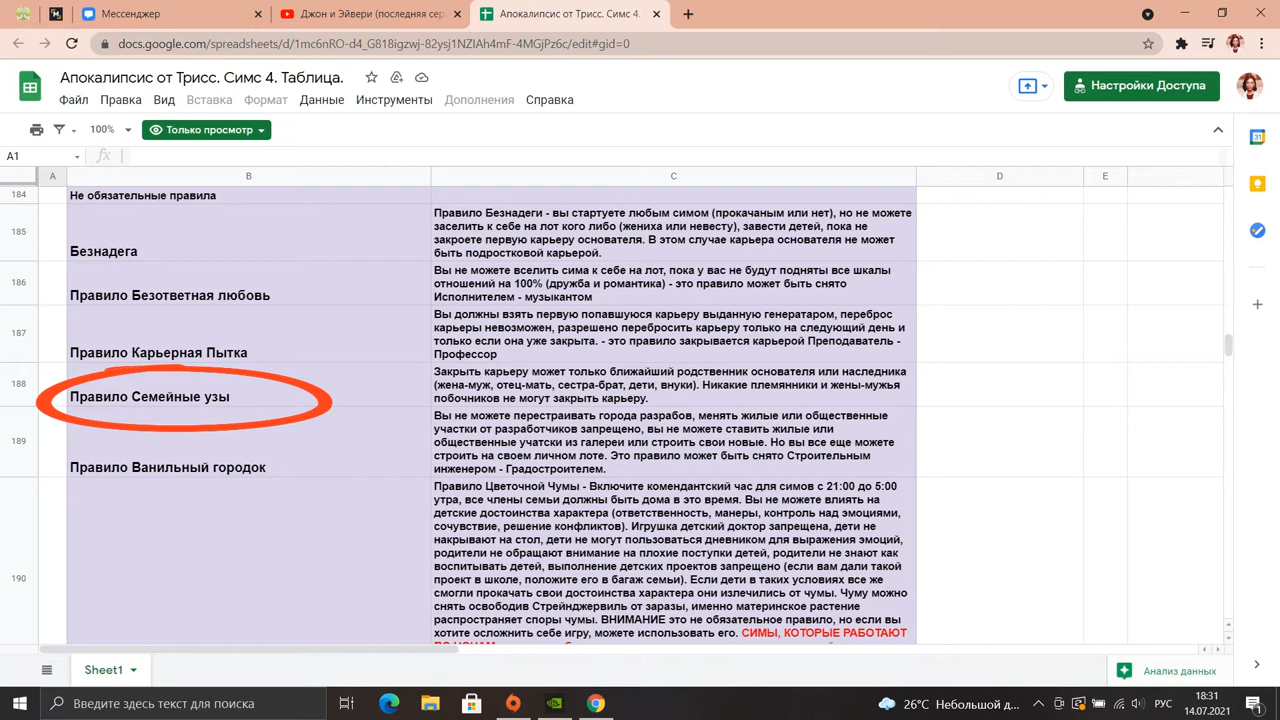 Мессенджер
Джон и Эйвери (последняя сер
Апокалипсис от Трисс. Симс 4.
docs.google.com/spreadsheets/d/1mc6nRO-d4_G818igzwj-82ysj1NZIAh4mF-4MGjPz6c/edit#gid=0
Апокалипсис от Трисс. Симс 4. Таблица.
Файл Правка Вид Вставка Формат Данные Инструменты Дополнения Справка
Настройки Доступа
100%
Только просмотр
A1
fx
A B C D E
184
Не обязательные правила
185
Безнадега
Правило Безнадеги - вы стартуете любым симом (прокачаным или нет), но не можете
заселить к себе на лот кого либо (жениха или невесту), завести детей, пока не
закроете первую карьеру основателя. В этом случае карьера основателя не может
быть подростковой карьерой.
186
Правило Безответная любовь
Вы не можете вселить сима к себе на лот, пока у вас не будут подняты все шкалы
отношений на 100% (дружба и романтика) - это правило может быть снято
Исполнителем - музыкантом
187
Правило Карьерная Пытка
Вы должны взять первую попавшуюся карьеру выданную генератором, переброс
карьеры невозможен, разрешено перебросить карьеру только на следующий день и
только если она уже закрыта. - это правило закрывается карьерой Преподаватель -
Профессор
188
Правило Семейные узы
Закрыть карьеру может только ближайший родственник основателя или наследника
(жена-муж, отец-мать, сестра-брат, дети, внуки). Никакие племянники и жены-мужья
побочников не могут закрыть карьеру.
189
Правило Ванильный городок
Вы не можете перестраивать города разрабов, менять жилые или общественные
участки от разработчиков запрещено, вы не можете ставить жилые или
общественные учатски из галереи или строить свои новые. Но вы все еще можете
строить на своем личном лоте. Это правило может быть снято Строительным
инженером - Градостроителем.
190
Правило Цветочной Чумы - Включите комендантский час для симов с 21:00 до 5:00
утра, все члены семьи должны быть дома в это время. Вы не можете влиять на
детские достоинства характера (ответственность, манеры, контроль над эмоциями,
сочувствие, решение конфликтов). Игрушка детский доктор запрещена, дети не
накрывают на стол, дети не могут пользоваться дневником для выражения эмоций,
родители не обращают внимание на плохие поступки детей, родители не знают как
воспитывать детей, выполнение детских проектов запрещено (если вам дали такой
проект в школе, положите его в багаж семьи). Если дети в таких условиях все же
смогли прокачать свои достоинства характера они излечились от чумы. Чуму можно
снять освободив Стрейнджервиль от заразы, именно материнское растение
распространяет споры чумы. ВНИМАНИЕ это не обязательное правило, но если вы
хотите осложнить себе игру, можете использовать его. СИМЫ, КОТОРЫЕ РАБОТАЮТ
Sheet1
Анализ данных
Введите здесь текст для поиска
26°C Небольшой д...
РУС
18:31
14.07.2021